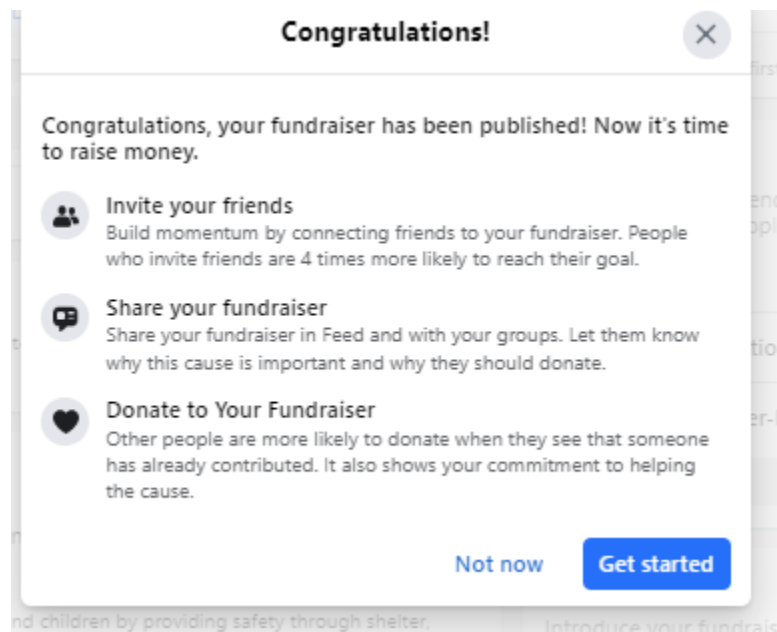 Congratulations!
Congratulations, your fundraiser has been published! Now it's time
to raise money.
Invite your friends
Build momentum by connecting friends to your fundraiser. People
who invite friends are 4 times more likely to reach their goal.
Share your fundraiser
Share your fundraiser in Feed and with your groups. Let them know
why this cause is important and why they should donate.
Donate to Your Fundraiser
Other people are more likely to donate when they see that someone
has already contributed. It also shows your commitment to helping
the cause.
Not now
Get started
nd children by providing safety through shelter,
Introduce your fundrais